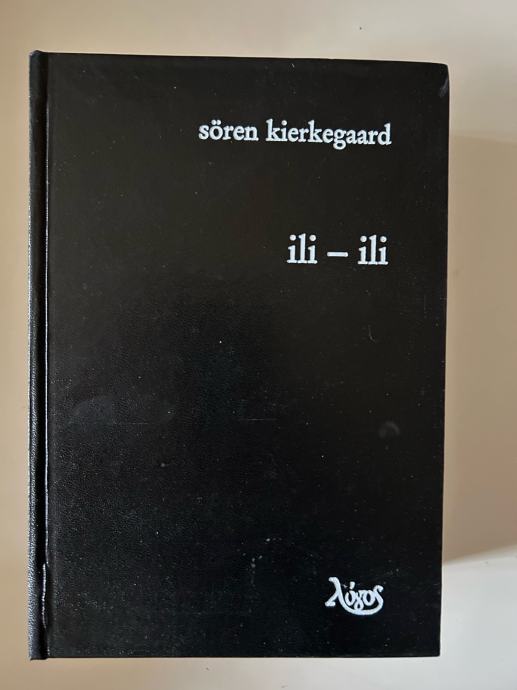 sören kierkegaard
ili – ili
λόγος